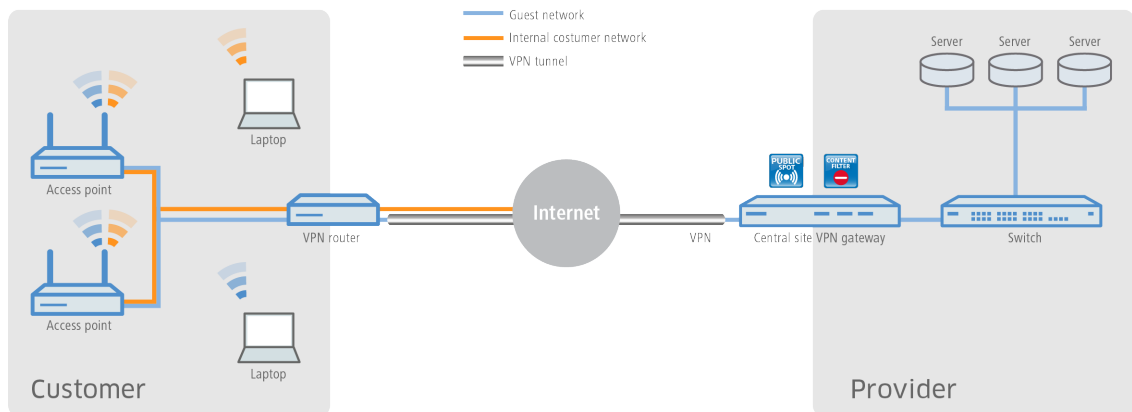 Guest network
Internal costumer network
VPN tunnel
Laptop
Access point
Access point
VPN router
Laptop
Customer
Internet
VPN
PUBLIC
SPOT
CONTENT
FILTER
Central site VPN gateway
Server
Server
Server
Switch
Provider